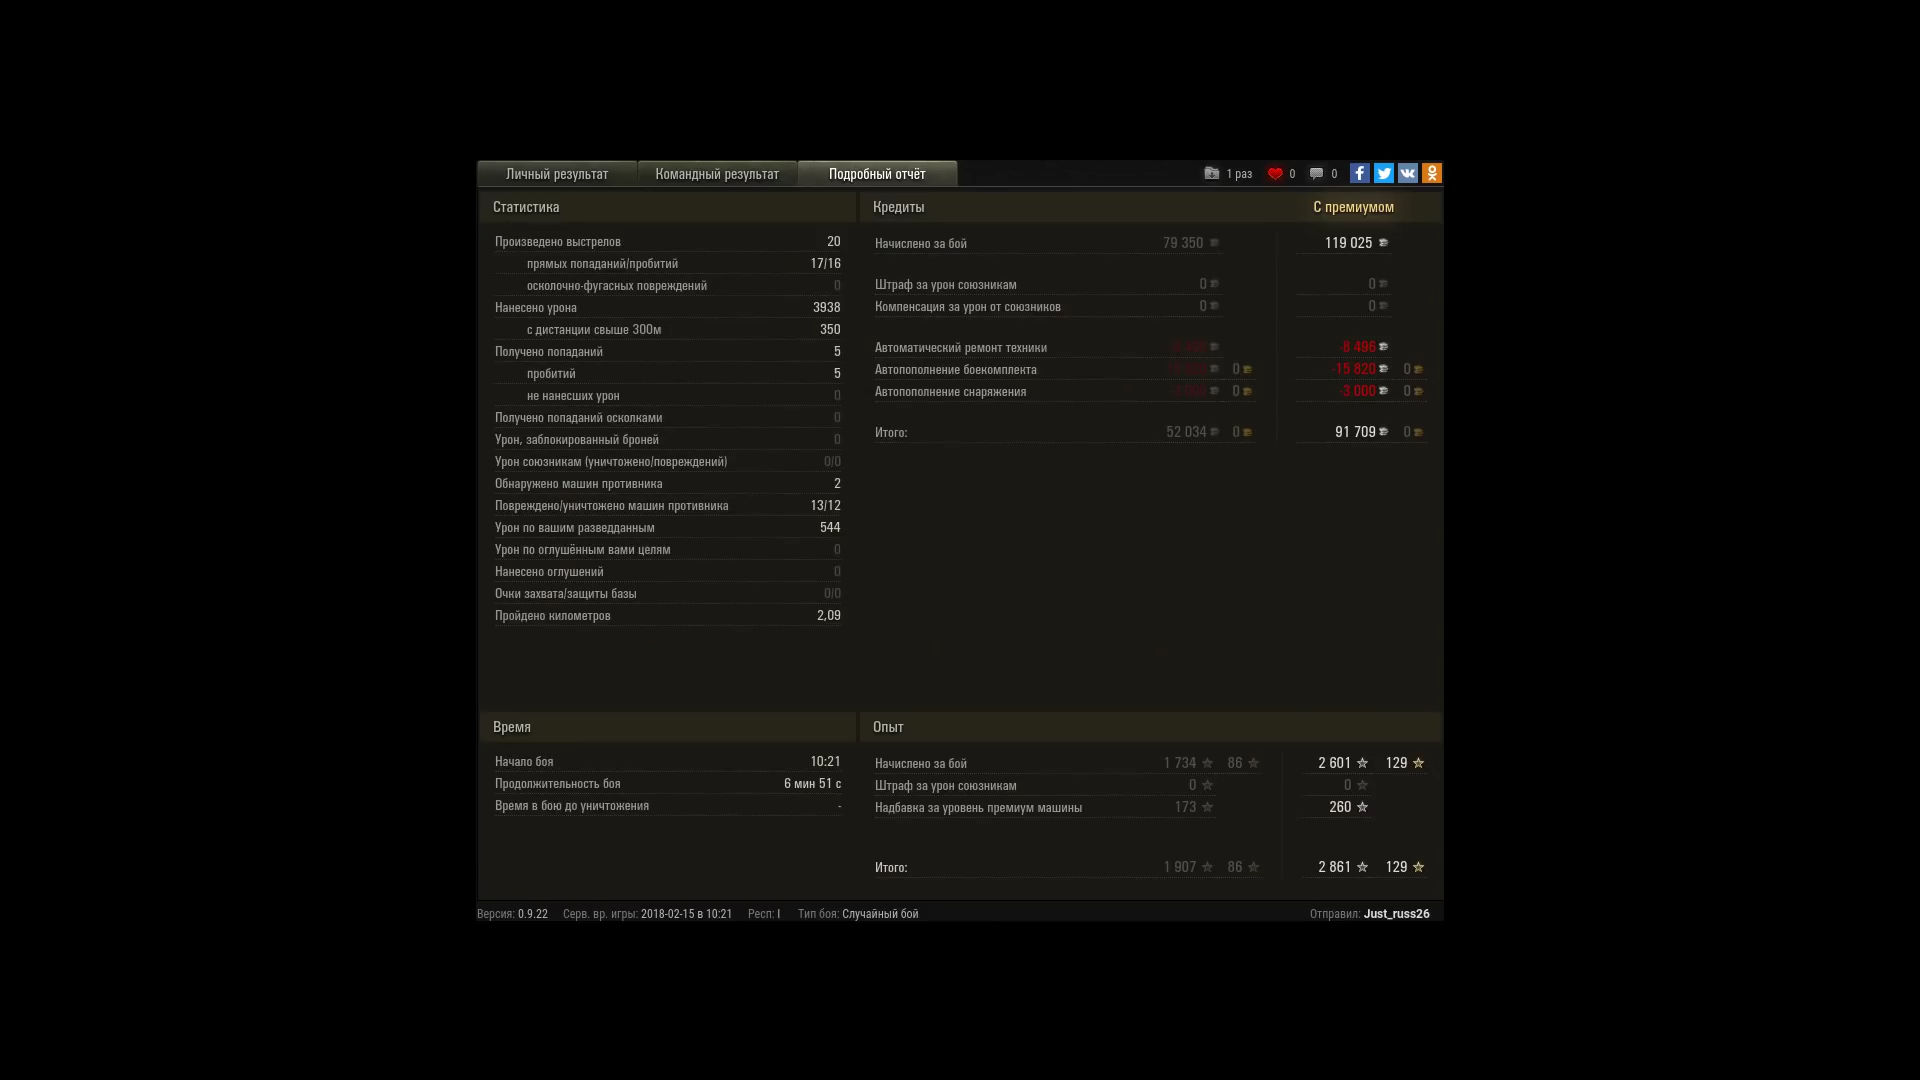 Личный результат Командный результат Подробный отчёт 1 раз 0 0
Статистика
Произведено выстрелов 20
прямых попаданий/пробитий 17/16
осколочно-фугасных повреждений 0
Нанесено урона 3938
с дистанции свыше 300м 350
Получено попаданий 5
пробитий 5
не нанесших урон 0
Получено попаданий осколками 0
Урон, заблокированный броней 0
Урон союзникам (уничтожено/повреждений) 0/0
Обнаружено машин противника 2
Повреждено/уничтожено машин противника 13/12
Урон по вашим разведданным 544
Урон по оглушённым вами целям 0
Нанесено оглушений 0
Очки захвата/защиты базы 0/0
Пройдено километров 2,09
Кредиты С премиумом
Начислено за бой 79 350 119 025
Штраф за урон союзникам 0 0
Компенсация за урон от союзников 0 0
Автоматический ремонт техники -8 496
Автопополнение боекомплекта 0 -15 820 0
Автопополнение снаряжения 0 -3 000 0
Итого: 52 034 0 91 709 0
Время
Начало боя 10:21
Продолжительность боя 6 мин 51 с
Время в бою до уничтожения -
Опыт
Начислено за бой 1 734 86 2 601 129
Штраф за урон союзникам 0 0
Надбавка за уровень премиум машины 173 260
Итого: 1 907 86 2 861 129
Версия: 0.9.22 Серв. вр. игры: 2018-02-15 в 10:21 Респ: I Тип боя: Случайный бой Отправил: Just_russ26